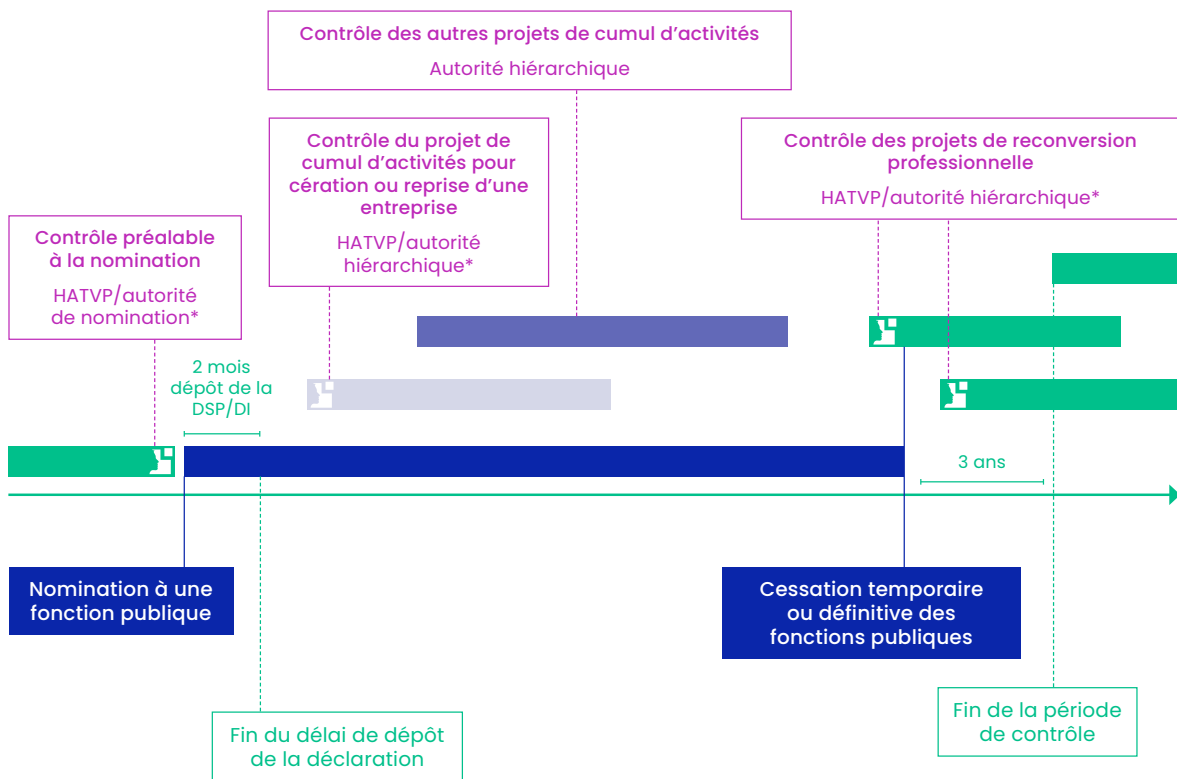 Contrôle des autres projets de cumul d’activités
Autorité hiérarchique
Contrôle du projet de
cumul d’activités pour
cération ou reprise d’une
entreprise
HATVP/autorité
hiérarchique*
Contrôle des projets de reconversion
professionnelle
HATVP/autorité hiérarchique*
Contrôle préalable
à la nomination
HATVP/autorité
de nomination*
2 mois
dépôt de la
DSP/DI
3 ans
Nomination à une
fonction publique
Cessation temporaire
ou définitive des
fonctions publiques
Fin du délai de dépôt
de la déclaration
Fin de la période
de contrôle